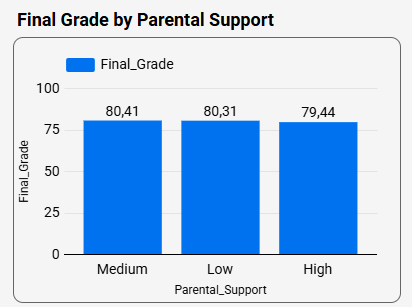 Final Grade by Parental Support
Final_Grade
100
80,41 80,31 79,44
75
50
25
0
Final_Grade
Medium Low High
Parental_Support